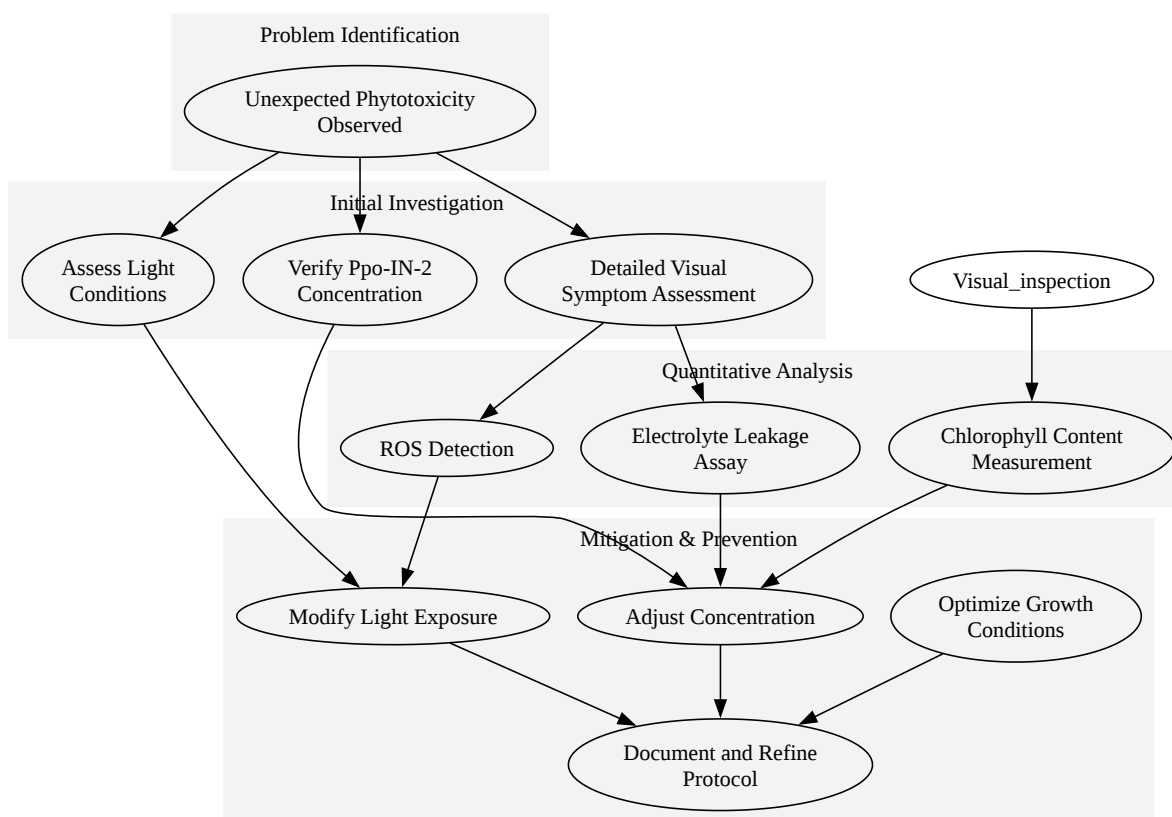 Problem Identification
Unexpected Phytotoxicity
Observed
Initial Investigation
Assess Light
Conditions
Verify Ppo-IN-2
Concentration
Detailed Visual
Symptom Assessment
Visual_inspection
Quantitative Analysis
ROS Detection
Electrolyte Leakage
Assay
Chlorophyll Content
Measurement
Mitigation & Prevention
Modify Light Exposure
Adjust Concentration
Optimize Growth
Conditions
Document and Refine
Protocol